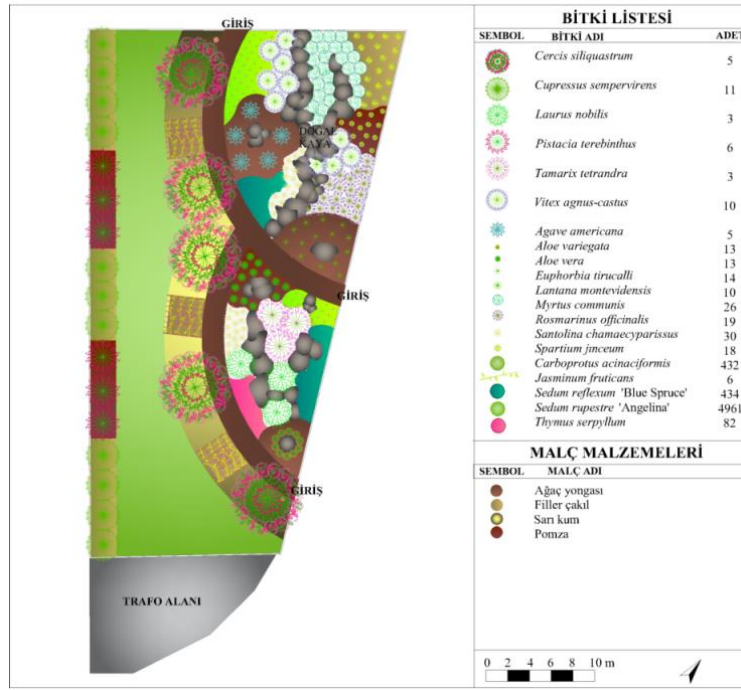 GİRİŞ
DOĞAL
KAYA
GİRİŞ
GİRİŞ
TRAFO ALANI
BİTKİ LİSTESİ
SEMBOL BİTKİ ADI ADET
Cercis siliquastrum 5
Cupressus sempervirens 11
Laurus nobilis 3
Pistacia terebinthus 6
Tamarix tetrandra 3
Vitex agnus-castus 10
Agave americana 5
Aloe variegata 13
Aloe vera 13
Euphorbia tirucalli 14
Lantana montevidensis 10
Myrtus communis 26
Rosmarinus officinalis 19
Santolina chamaecyparissus 30
Spartium jinceum 18
Carboprotus acinaciformis 432
Jasminum fruticans 6
Sedum reflexum 'Blue Spruce' 434
Sedum rupestre 'Angelina' 4961
Thymus serpyllum 82
MALÇ MALZEMELERİ
SEMBOL MALÇ ADI
Ağaç yongası
Filler çakıl
Sarı kum
Pomza
0 2 4 6 8 10 m